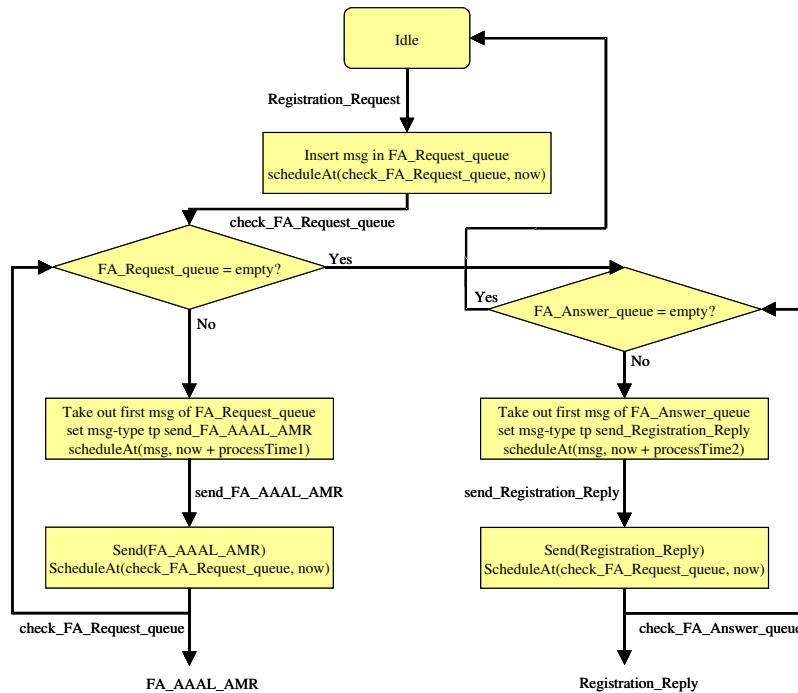 Idle
Registration_Request
Insert msg in FA_Request_queue
scheduleAt(check_FA_Request_queue, now)
check_FA_Request_queue
FA_Request_queue = empty?
Yes
No
Yes
FA_Answer_queue = empty?
No
Take out first msg of FA_Request_queue
set msg-type tp send_FA_AAAL_AMR
scheduleAt(msg, now + processTime1)
Take out first msg of FA_Answer_queue
set msg-type tp send_Registration_Reply
scheduleAt(msg, now + processTime2)
send_FA_AAAL_AMR
send_Registration_Reply
Send(FA_AAAL_AMR)
ScheduleAt(check_FA_Request_queue, now)
Send(Registration_Reply)
ScheduleAt(check_FA_Request_queue, now)
check_FA_Request_queue
check_FA_Answer_queue
FA_AAAL_AMR
Registration_Reply